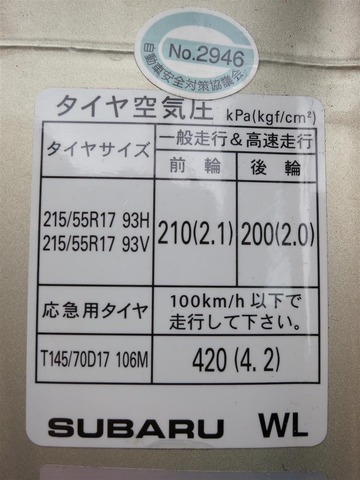 No.2946
自動車安全対策協議会
タイヤ空気圧 kPa(kgf/cm²)
タイヤサイズ 一般走行&高速走行
前輪 後輪
215/55R17 93H
215/55R17 93V
210(2.1) 200(2.0)
応急用タイヤ 100km/h以下で
走行して下さい。
T145/70D17 106M 420(4.2)
SUBARU WL